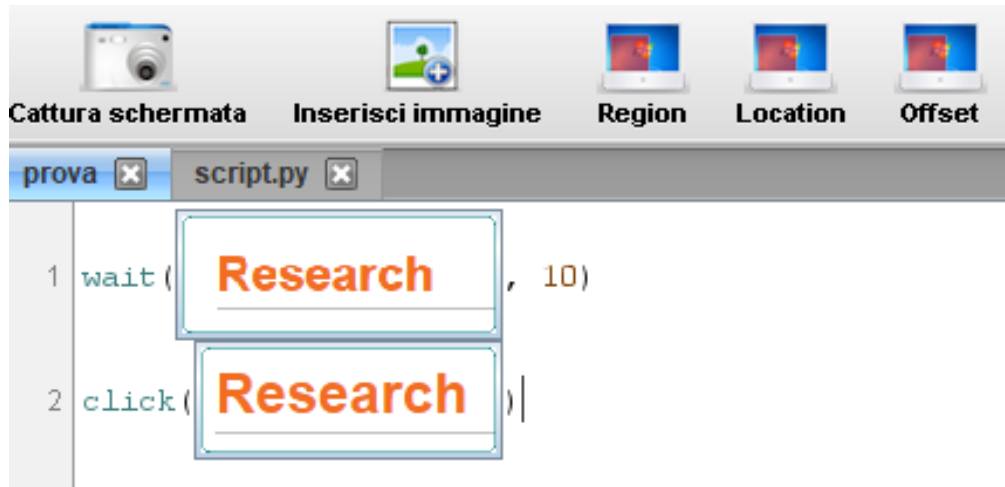 Cattura schermata Inserisci immagine Region Location Offset
prova script.py
1 wait( Research , 10)
2 click( Research )